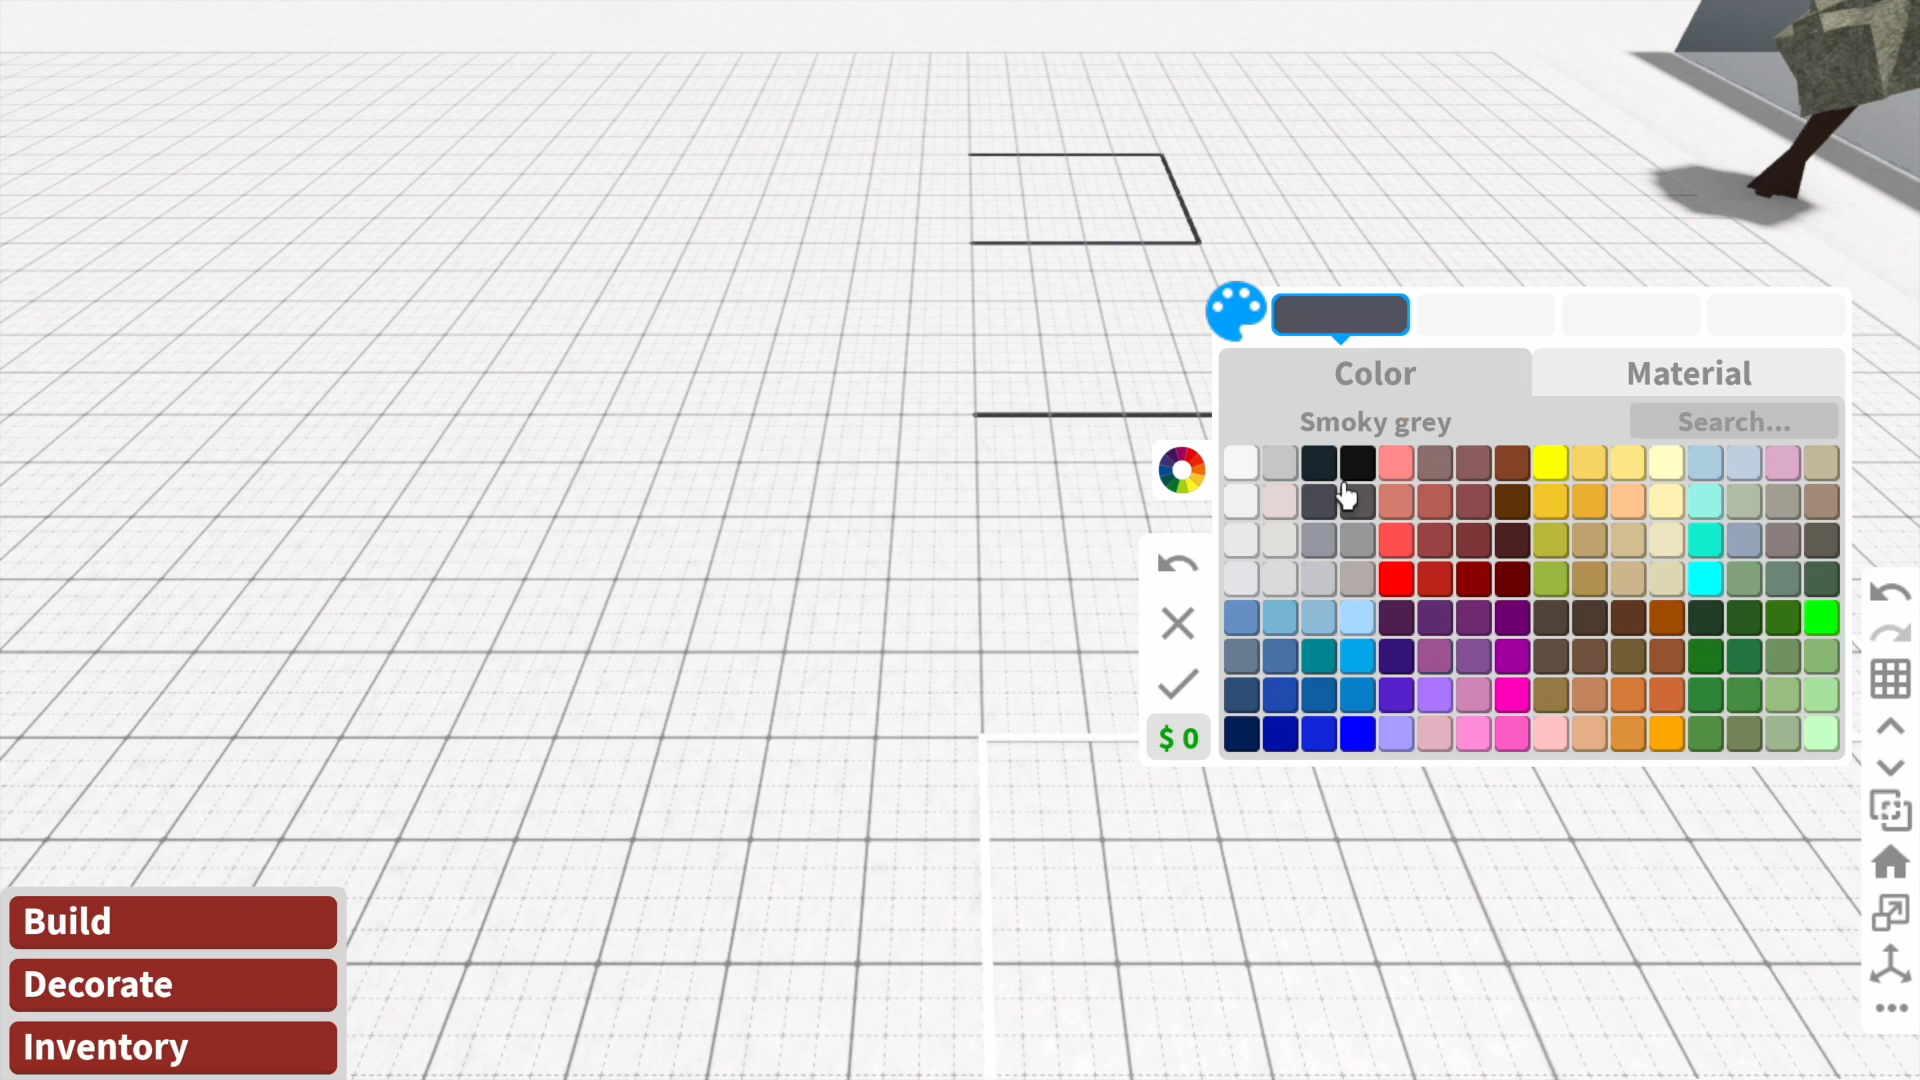 Color
Material
Smoky grey
Search...
$ 0
Build
Decorate
Inventory